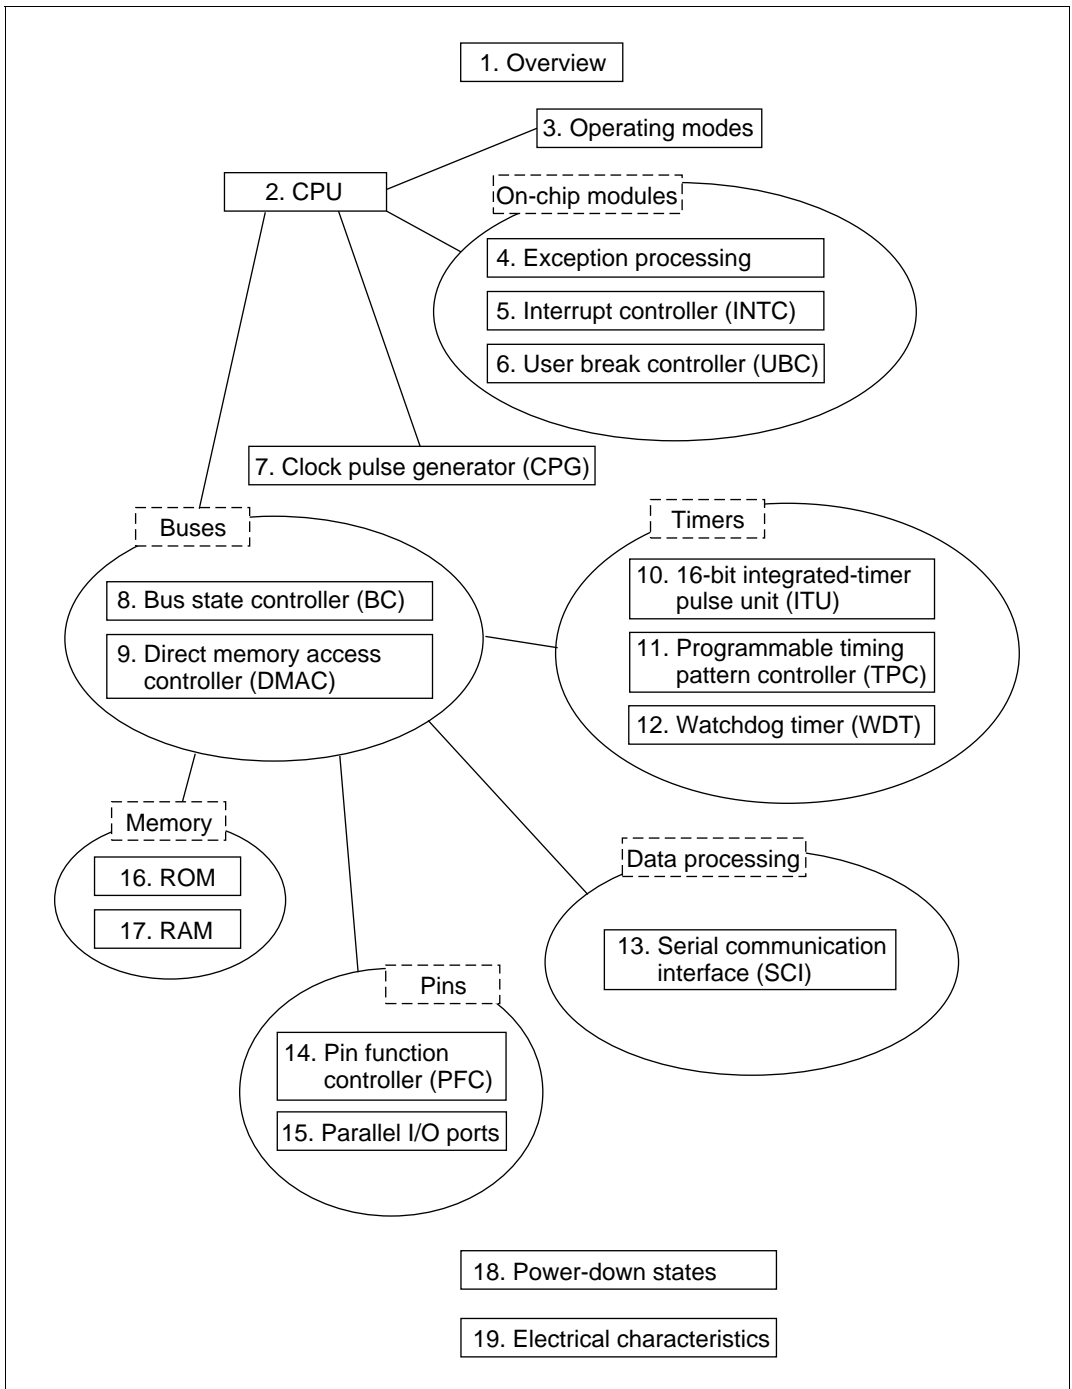 1. Overview
3. Operating modes
2. CPU
On-chip modules
4. Exception processing
5. Interrupt controller (INTC)
6. User break controller (UBC)
7. Clock pulse generator (CPG)
Buses
8. Bus state controller (BC)
9. Direct memory access
controller (DMAC)
Timers
10. 16-bit integrated-timer
pulse unit (ITU)
11. Programmable timing
pattern controller (TPC)
12. Watchdog timer (WDT)
Memory
16. ROM
17. RAM
Data processing
13. Serial communication
interface (SCI)
Pins
14. Pin function
controller (PFC)
15. Parallel I/O ports
18. Power-down states
19. Electrical characteristics